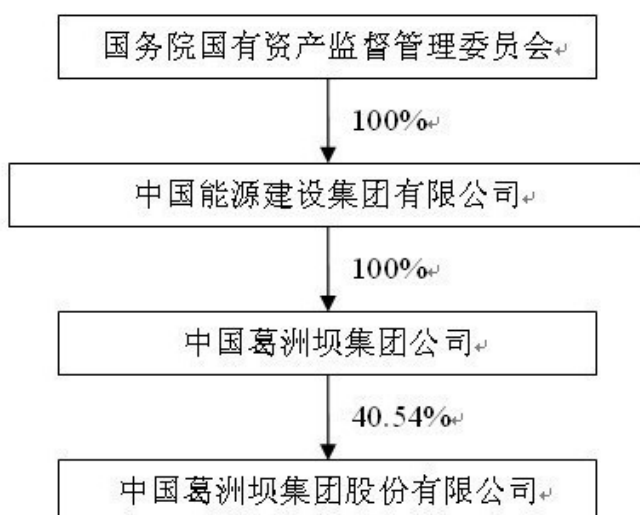 国务院国有资产监督管理委员会
100%
中国能源建设集团有限公司
100%
中国葛洲坝集团公司
40.54%
中国葛洲坝集团股份有限公司